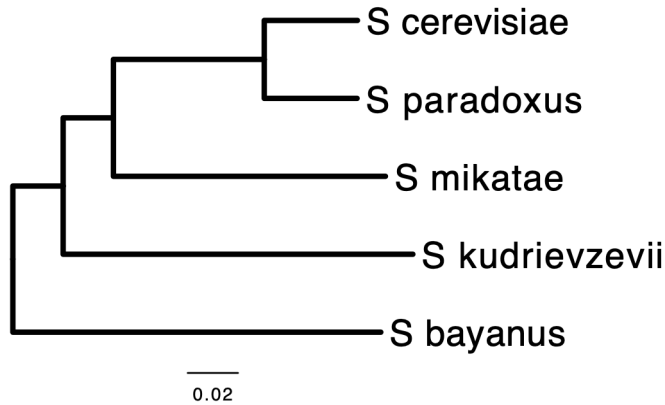 S cerevisiae
S paradoxus
S mikatae
S kudrievzevii
S bayanus
0.02